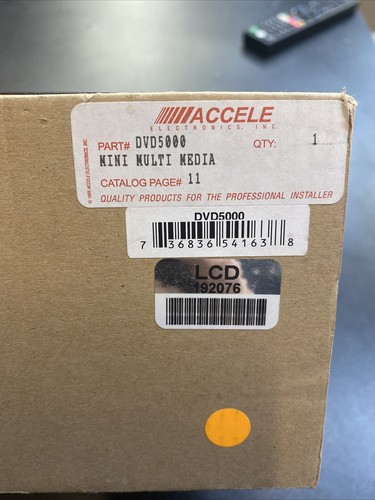 ACCELE
ELECTRONICS, INC.
PART# DVD5000 QTY: 1
MINI MULTI MEDIA
CATALOG PAGE# 11
QUALITY PRODUCTS FOR THE PROFESSIONAL INSTALLER
DVD5000
7 36836 54163 8
LCD
192076